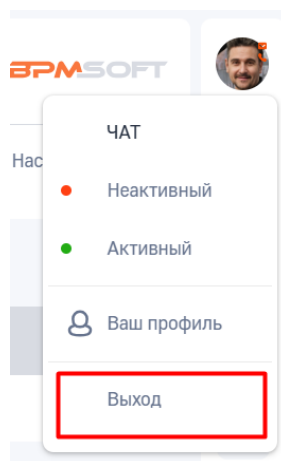 BPMSOFT
ЧАТ
Нас
Неактивный
Активный
Ваш профиль
Выход